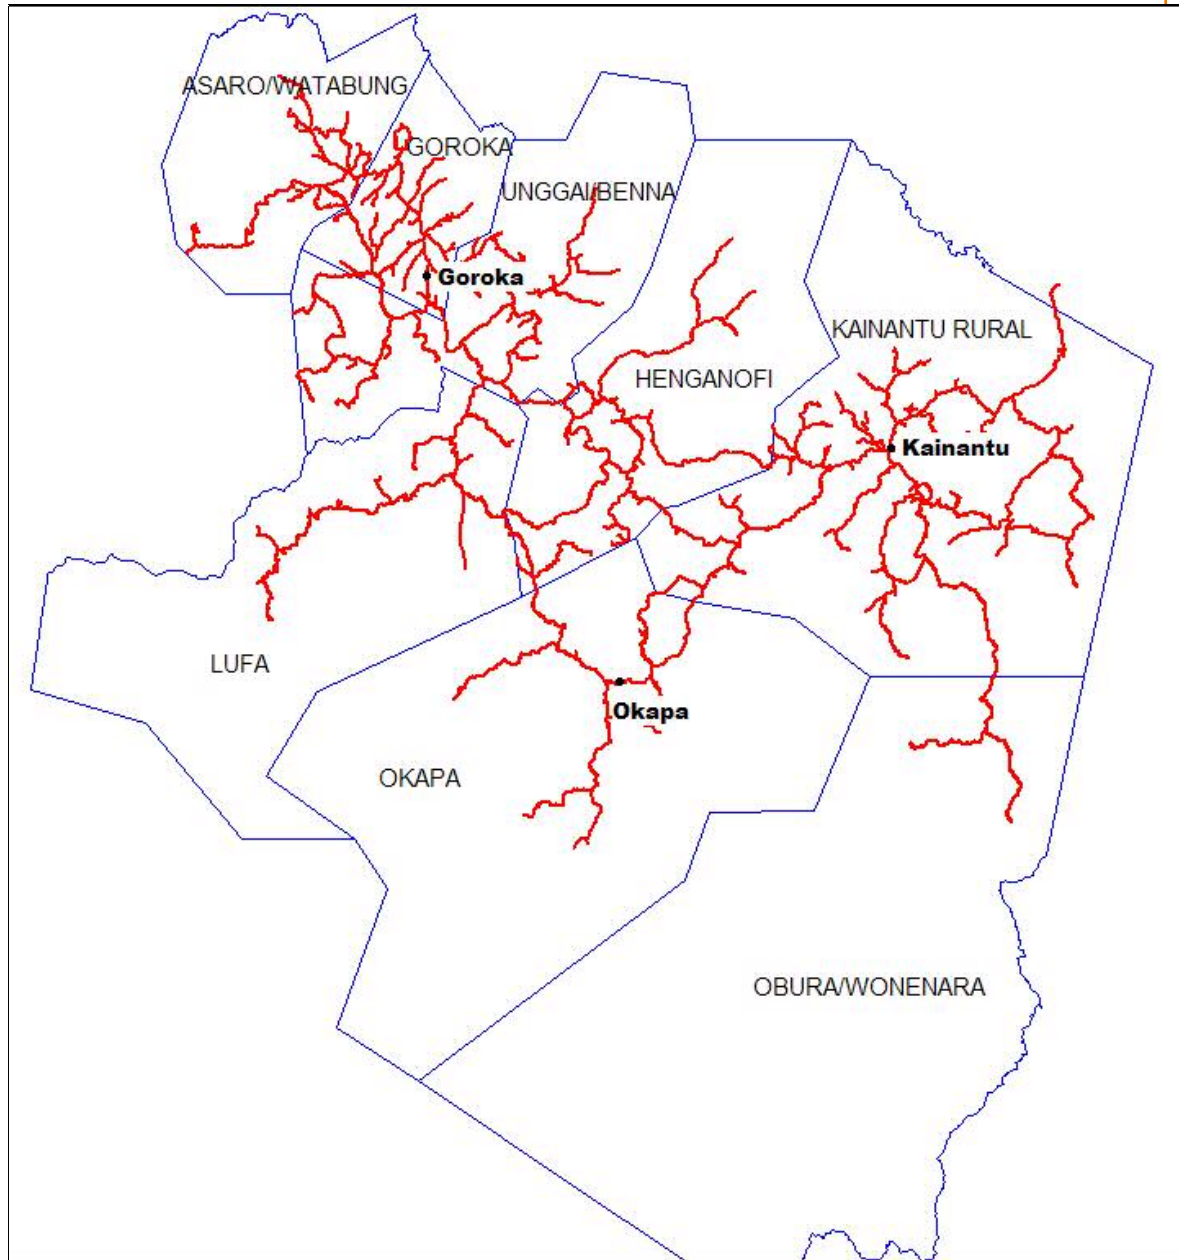 ASARO/WATABUNG
GOROKA
UNGGAI/BENNA
Goroka
KAINANTU RURAL
HENGANOFI
Kainantu
LUFA
Okapa
OKAPA
OBURA/WONENARA